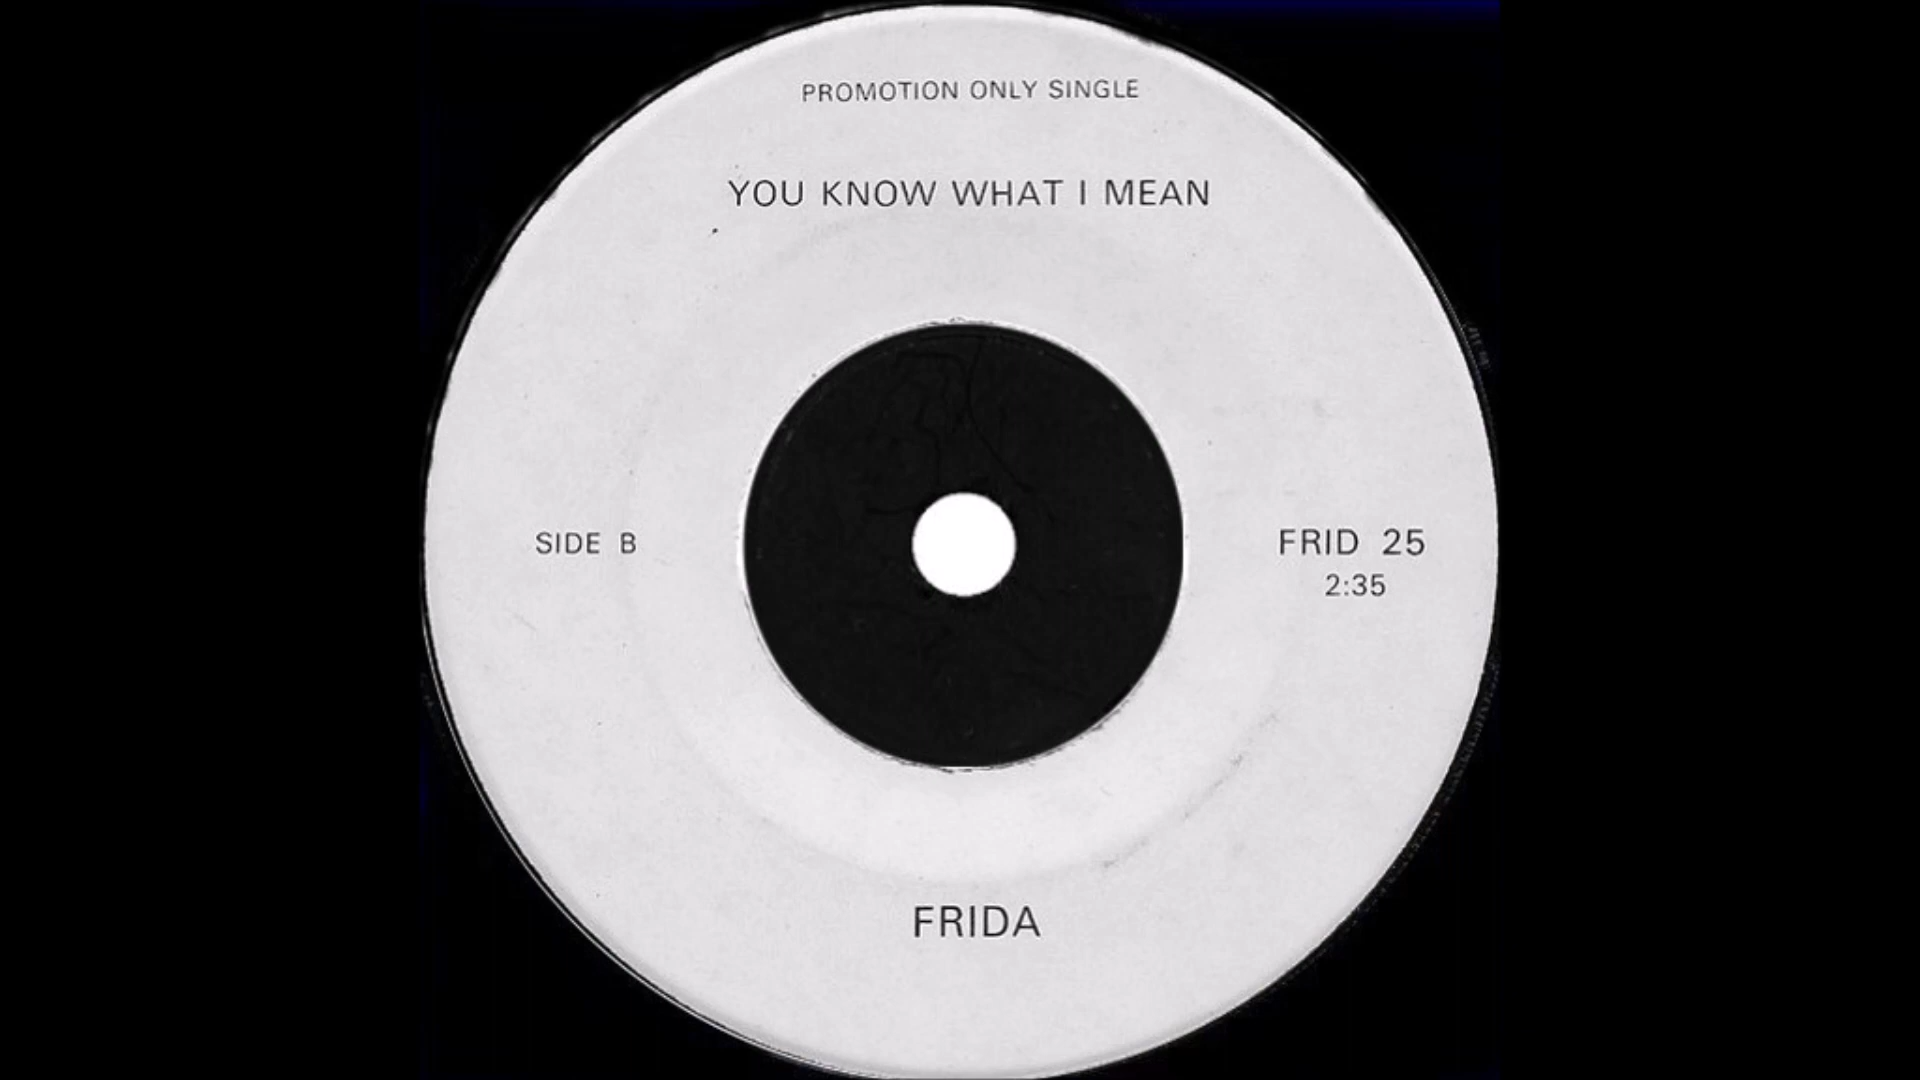 PROMOTION ONLY SINGLE
YOU KNOW WHAT I MEAN
SIDE B
FRID 25
2:35
FRIDA